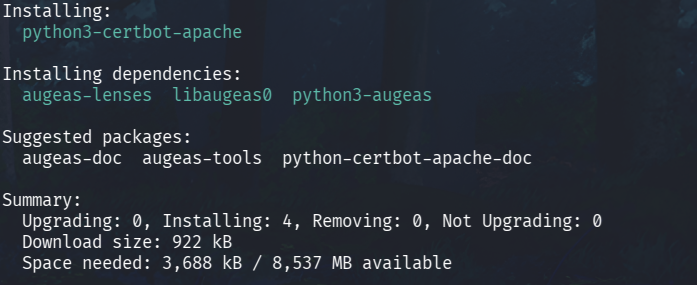 Installing:
python3-certbot-apache
Installing dependencies:
augeas-lenses libaugeas0 python3-augeas
Suggested packages:
augeas-doc augeas-tools python-certbot-apache-doc
Summary:
Upgrading: 0, Installing: 4, Removing: 0, Not Upgrading: 0
Download size: 922 kB
Space needed: 3,688 kB / 8,537 MB available